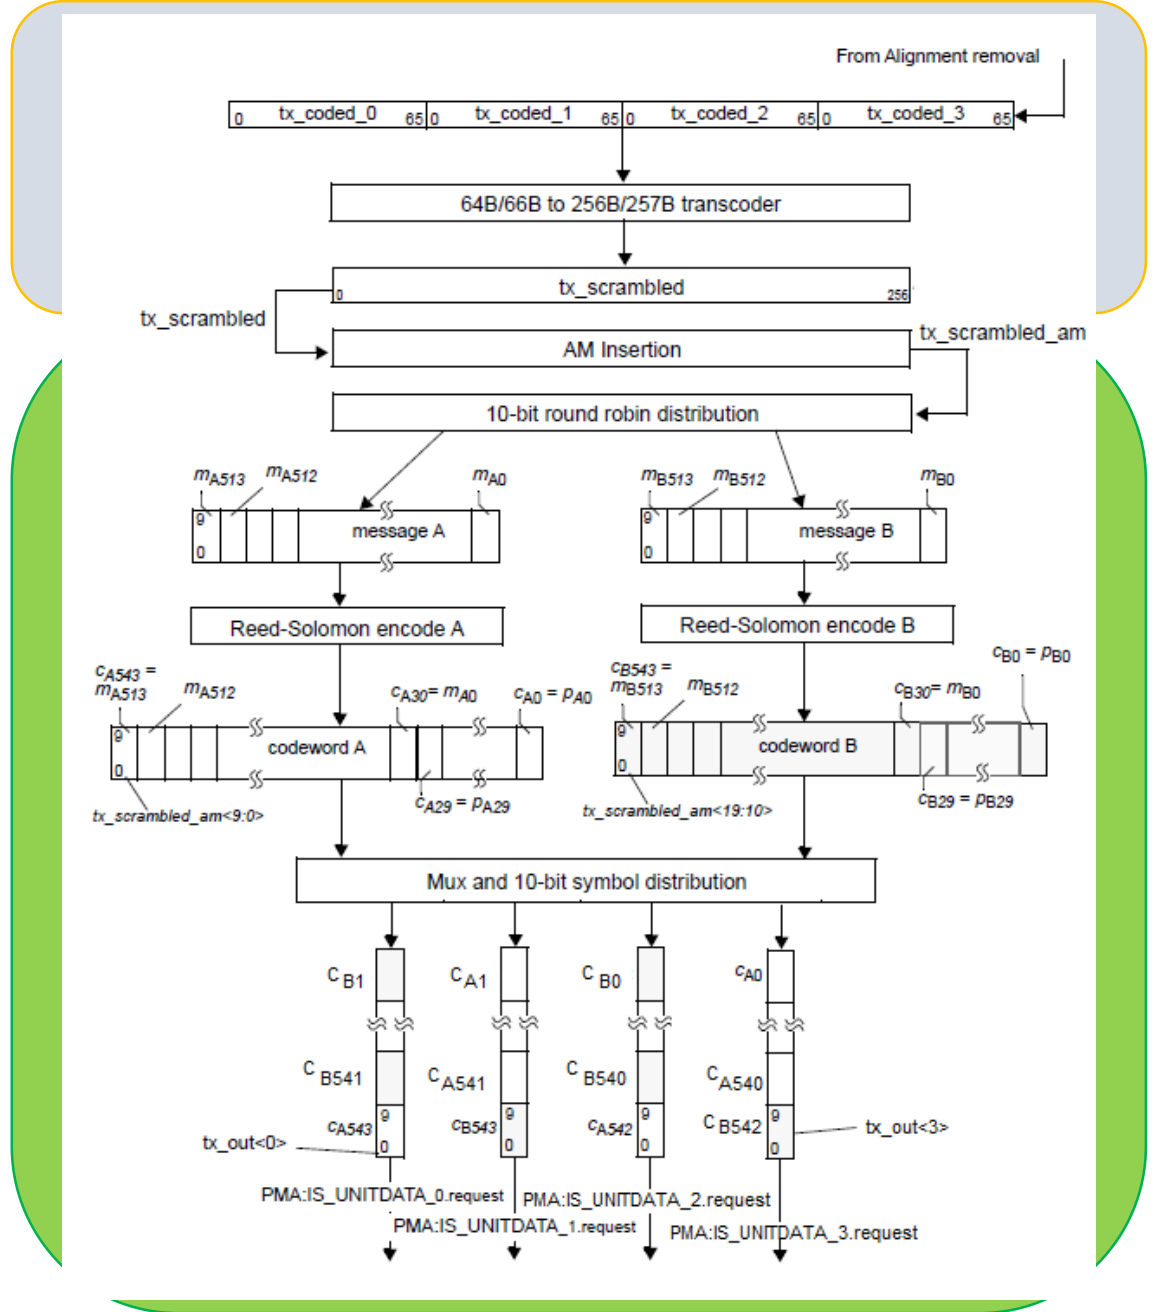 From Alignment removal
0 tx_coded_0 65 0 tx_coded_1 65 0 tx_coded_2 65 0 tx_coded_3 65
64B/66B to 256B/257B transcoder
0 tx_scrambled 256
tx_scrambled
tx_scrambled_am
AM Insertion
10-bit round robin distribution
mA513 mA512 mA0 mB513 mB512 mB0
9 message A 9 message B
0 0
Reed-Solomon encode A Reed-Solomon encode B
cA543 = mA513 mA512 cA30= mA0 cA0 = pA0
cB543 = mB513 mB512 cB30= mB0 cB0 = pB0
9 codeword A 9 codeword B
0 0
cA29 = pA29 cB29 = pB29
tx_scrambled_am<9:0> tx_scrambled_am<19:10>
Mux and 10-bit symbol distribution
C B1 C A1 C B0 cA0
C B541 C A541 C B540 C A540
cA543 9 cB543 9 cA542 9 C B542 9
0 0 0 0
tx_out<0> tx_out<3>
PMA:IS_UNITDATA_0.request PMA:IS_UNITDATA_2.request
PMA:IS_UNITDATA_1.request PMA:IS_UNITDATA_3.request